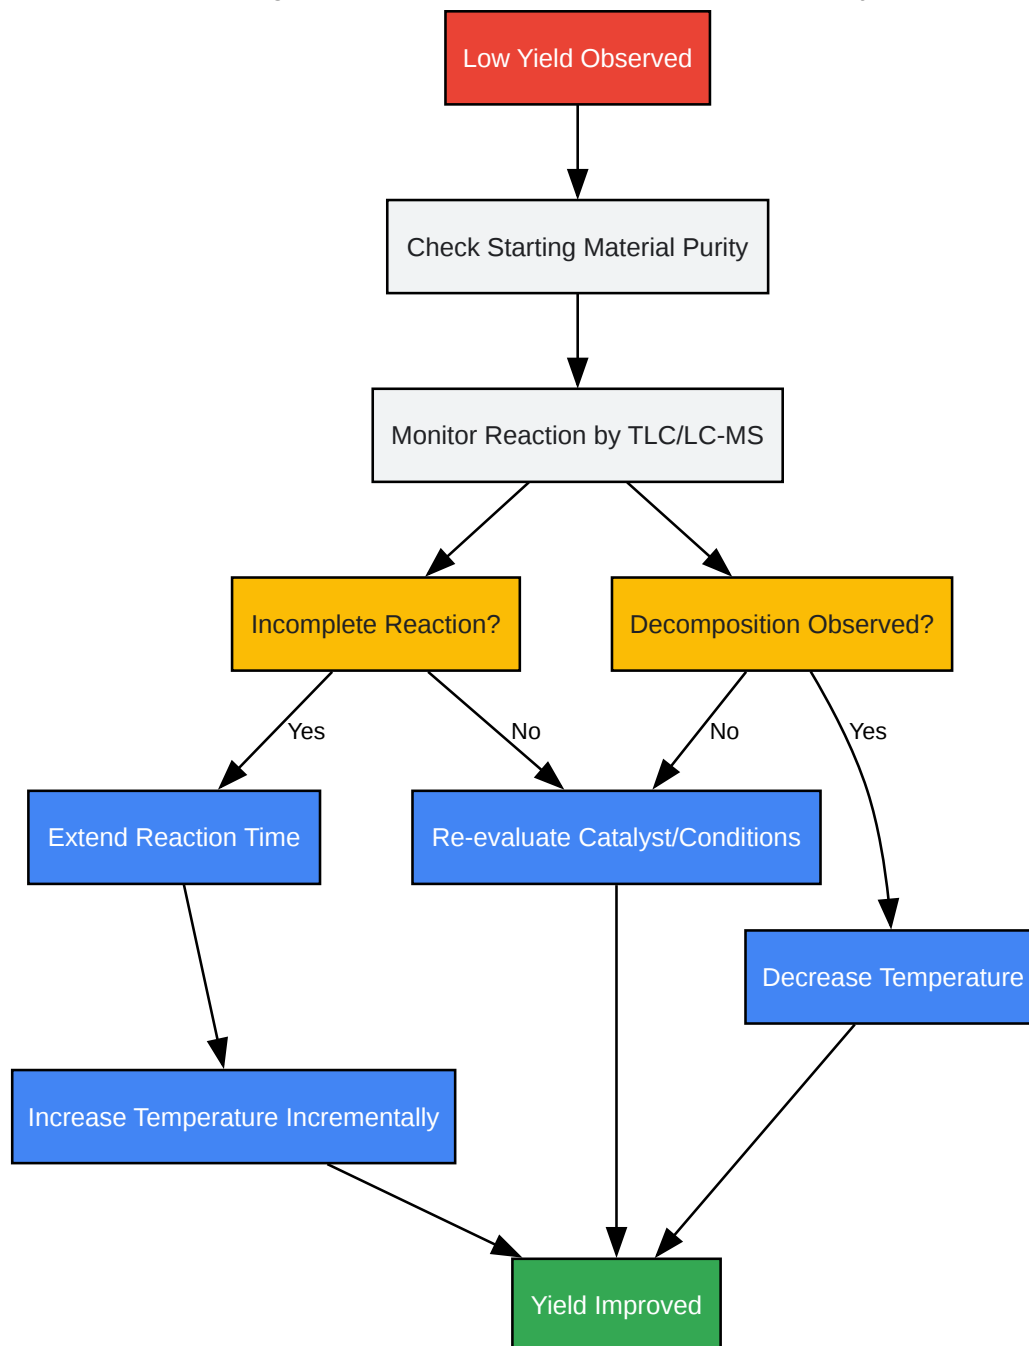 Low Yield Observed
Check Starting Material Purity
Monitor Reaction by TLC/LC-MS
Incomplete Reaction?
Decomposition Observed?
Yes
No
No
Yes
Extend Reaction Time
Re-evaluate Catalyst/Conditions
Decrease Temperature
Increase Temperature Incrementally
Yield Improved